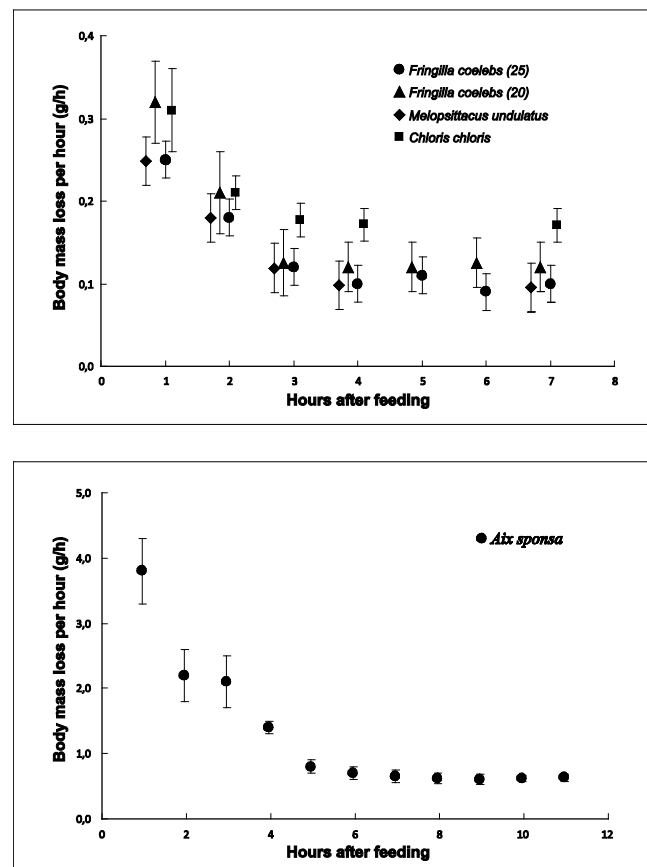 0,4
0,3
0,2
0,1
0,0
Body mass loss per hour (g/h)
Fringilla coelebs (25)
Fringilla coelebs (20)
Melopsittacus undulatus
Chloris chloris
0 1 2 3 4 5 6 7 8
Hours after feeding
5,0
4,0
3,0
2,0
1,0
0,0
Body mass loss per hour (g/h)
Aix sponsa
0 2 4 6 8 10 12
Hours after feeding